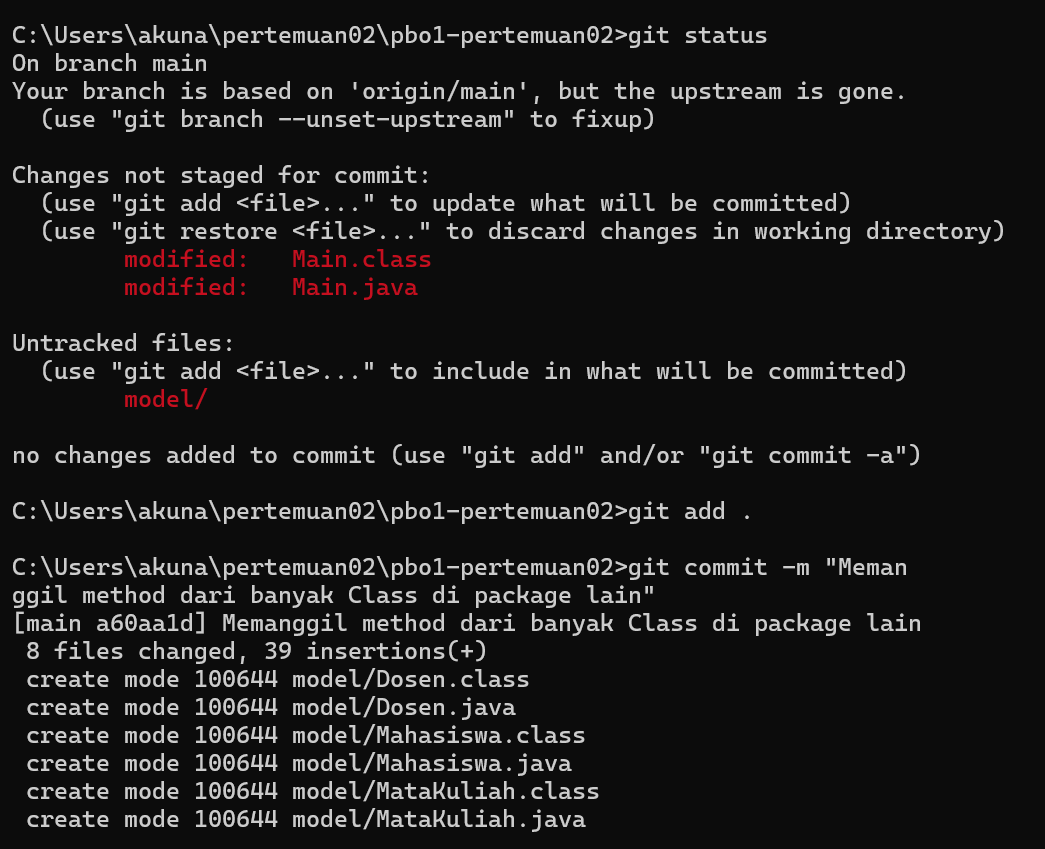 C:\Users\akuna\pertemuan02\pbo1-pertemuan02>git status
On branch main
Your branch is based on 'origin/main', but the upstream is gone.
  (use "git branch --unset-upstream" to fixup)

Changes not staged for commit:
  (use "git add <file>..." to update what will be committed)
  (use "git restore <file>..." to discard changes in working directory)
        modified:   Main.class
        modified:   Main.java

Untracked files:
  (use "git add <file>..." to include in what will be committed)
        model/

no changes added to commit (use "git add" and/or "git commit -a")

C:\Users\akuna\pertemuan02\pbo1-pertemuan02>git add .

C:\Users\akuna\pertemuan02\pbo1-pertemuan02>git commit -m "Meman
ggil method dari banyak Class di package lain"
[main a60aa1d] Memanggil method dari banyak Class di package lain
 8 files changed, 39 insertions(+)
 create mode 100644 model/Dosen.class
 create mode 100644 model/Dosen.java
 create mode 100644 model/Mahasiswa.class
 create mode 100644 model/Mahasiswa.java
 create mode 100644 model/MataKuliah.class
 create mode 100644 model/MataKuliah.java